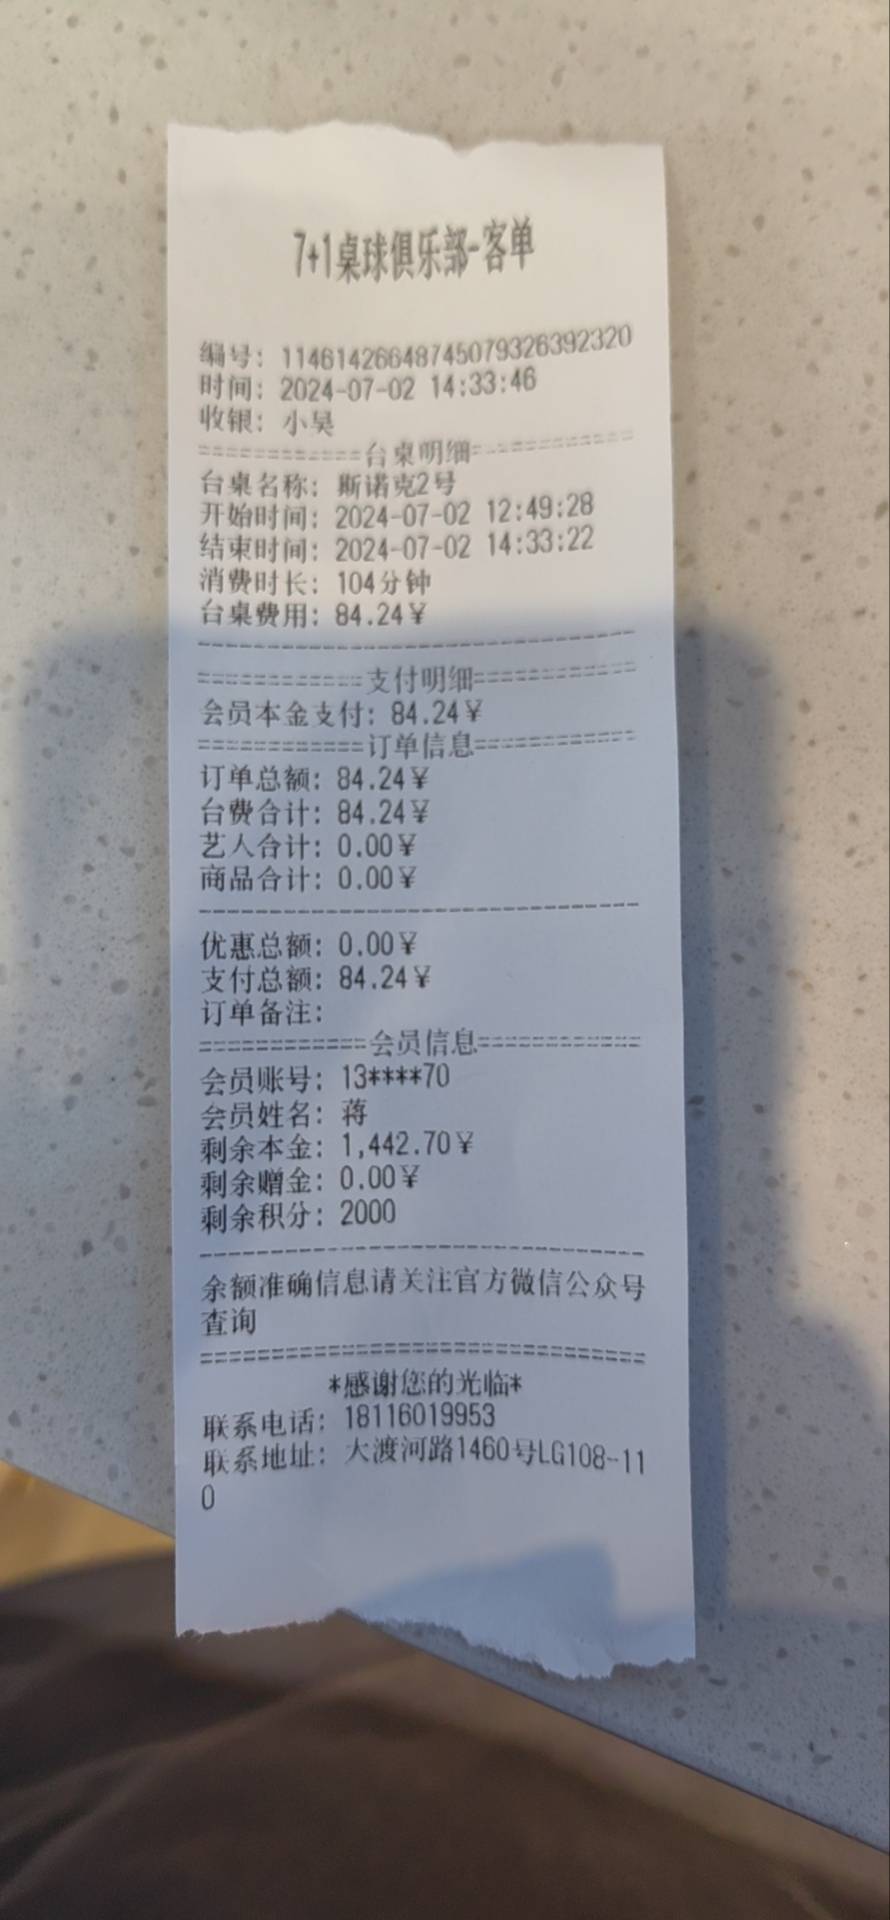 7+1桌球俱乐部-客单
编号: 11461426648745079326392320
时间: 2024-07-02 14:33:46
收银: 小吴
============台桌明细============
台桌名称: 斯诺克2号
开始时间: 2024-07-02 12:49:28
结束时间: 2024-07-02 14:33:22
消费时长: 104分钟
台桌费用: 84.24¥
--------------------------------
============支付明细============
会员本金支付: 84.24¥
============订单信息============
订单总额: 84.24¥
台费合计: 84.24¥
艺人合计: 0.00¥
商品合计: 0.00¥
--------------------------------
优惠总额: 0.00¥
支付总额: 84.24¥
订单备注:
============会员信息============
会员账号: 13****70
会员姓名: 蒋
剩余本金: 1,442.70¥
剩余赠金: 0.00¥
剩余积分: 2000
--------------------------------
余额准确信息请关注官方微信公众号
查询
================================
*感谢您的光临*
联系电话: 18116019953
联系地址: 大渡河路1460号LG108-11
0